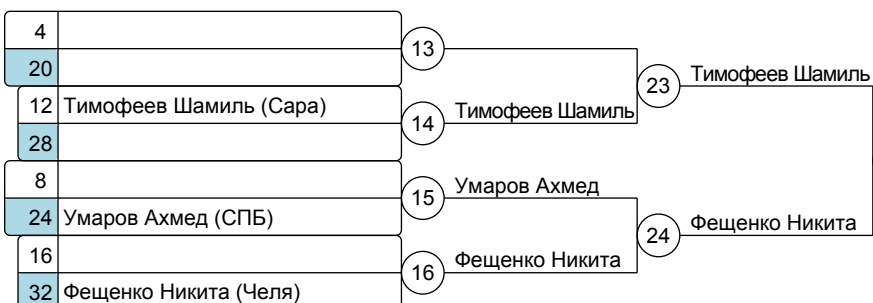 4
13
20
23 Тимофеев Шамиль
12 Тимофеев Шамиль (Сара)
14 Тимофеев Шамиль
28
8
15 Умаров Ахмед
24 Умаров Ахмед (СПБ)
24 Фещенко Никита
16
16 Фещенко Никита
32 Фещенко Никита (Челя)